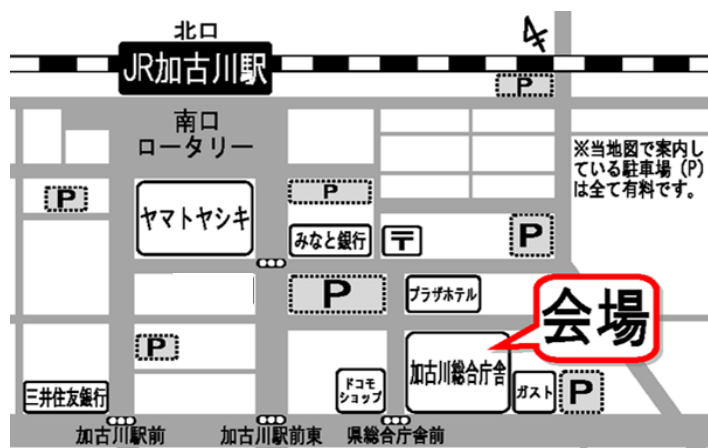 北口
4
JR加古川駅
P
南口
ロータリー
※当地図で案内し
ている駐車場(P)
は全て有料です。
P
P
ヤマトヤシキ
みなと銀行
〒
P
P
プラザホテル
会場
P
加古川総合庁舎
三井住友銀行
ドコモ
ショップ
ガスト
P
加古川駅前
加古川駅前東
県総合庁舎前